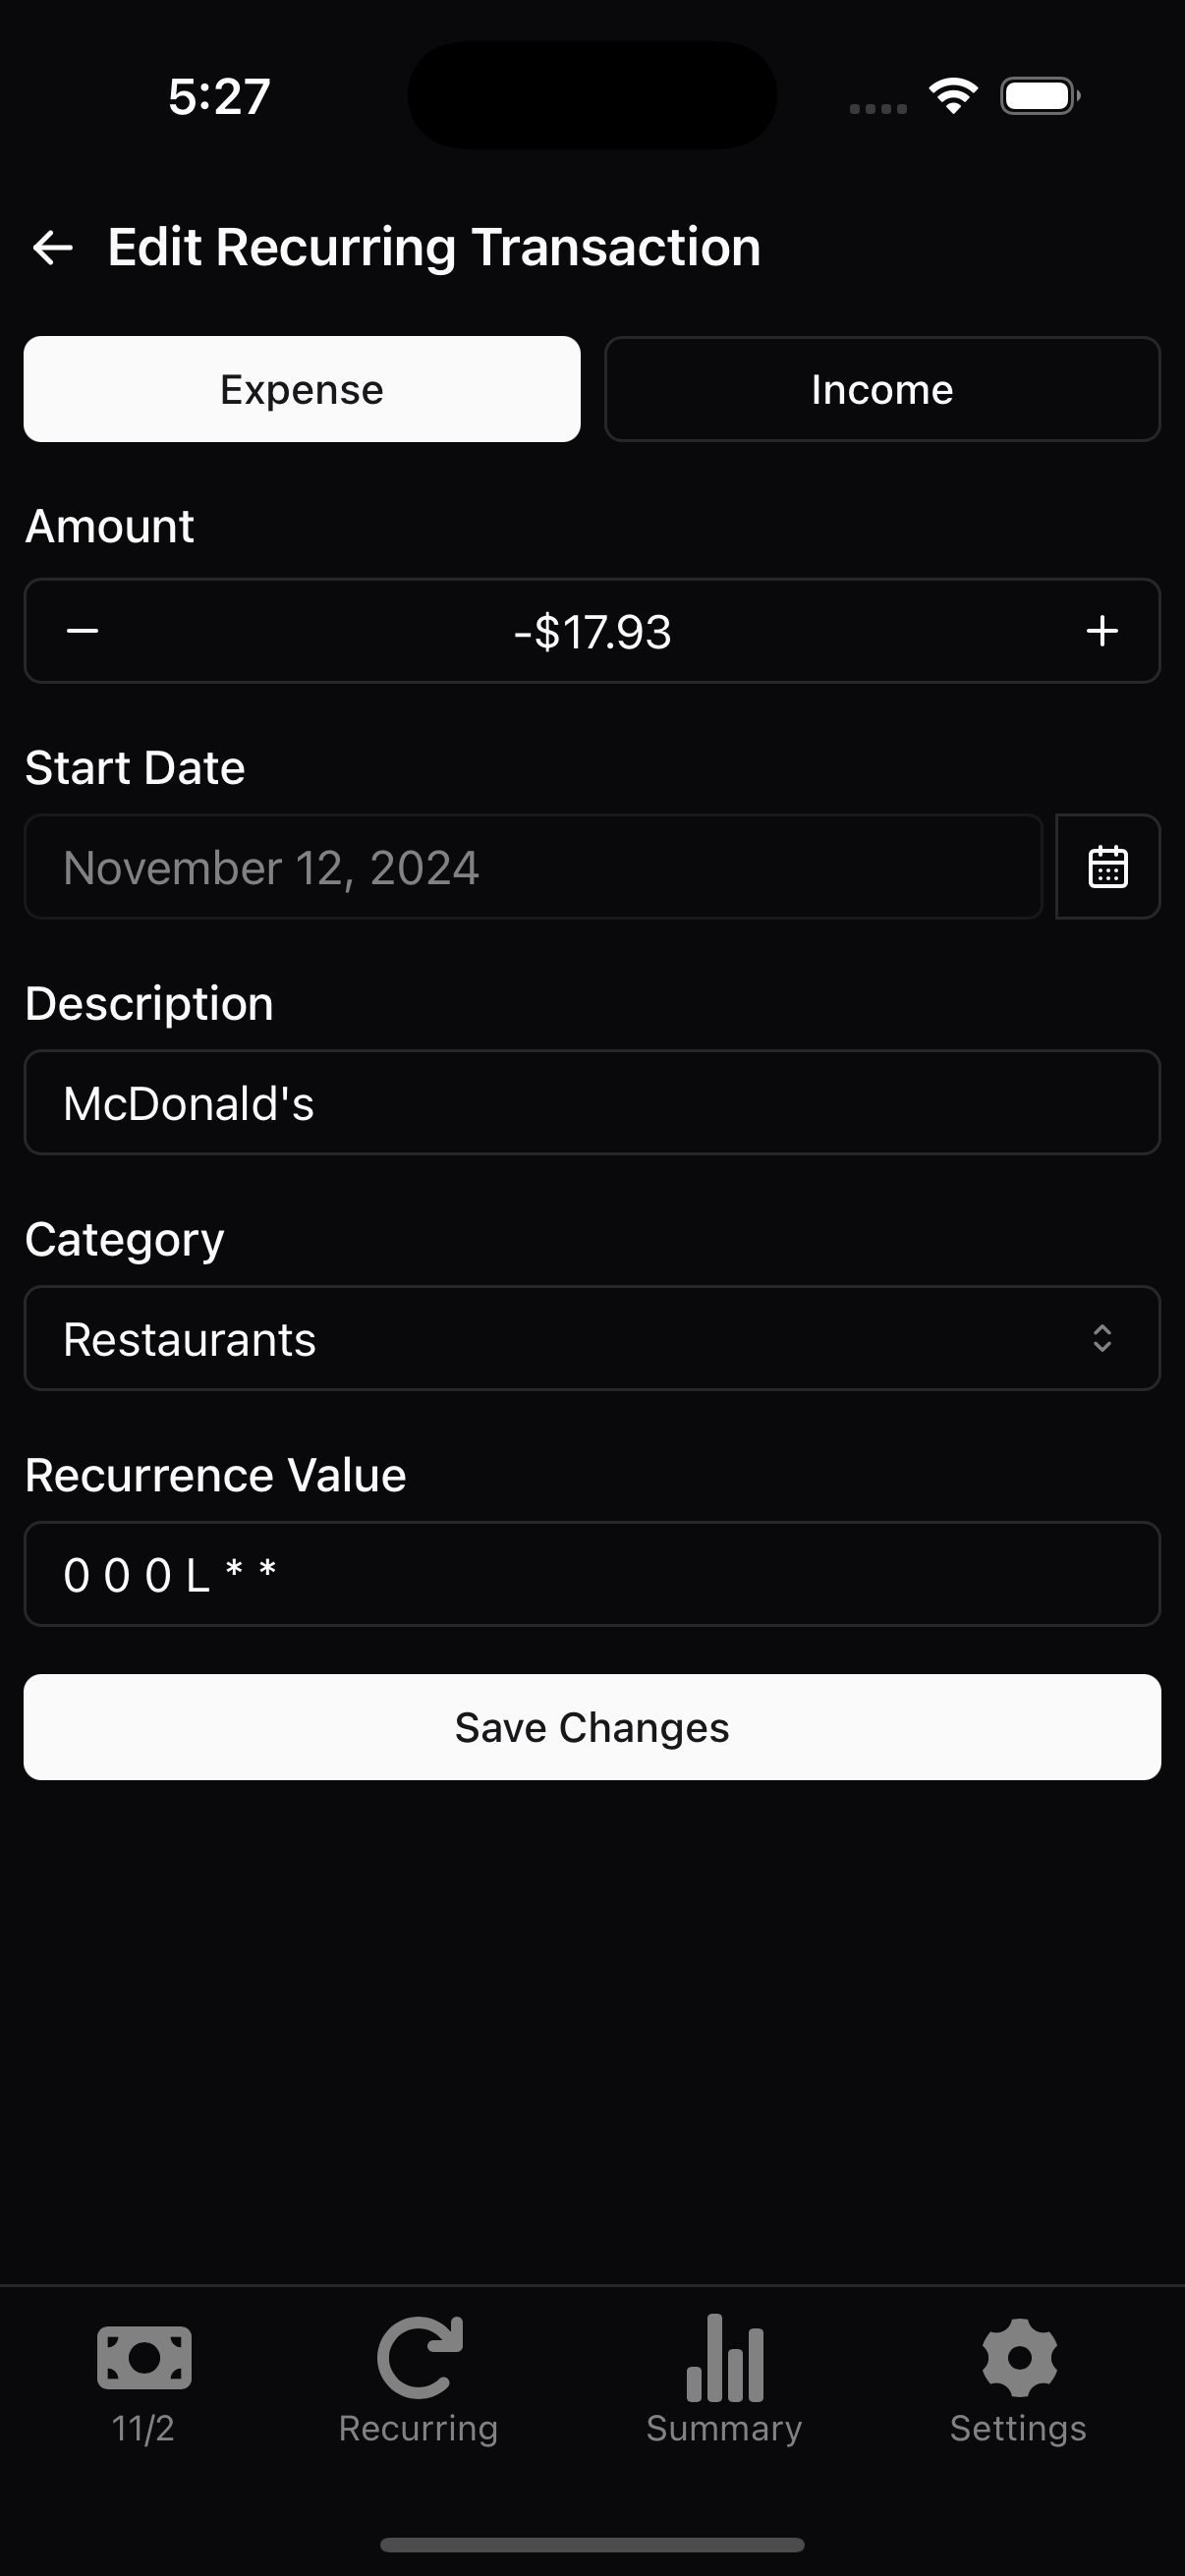 5:27
Edit Recurring Transaction
Expense Income
Amount
-$17.93
Start Date
November 12, 2024
Description
McDonald's
Category
Restaurants
Recurrence Value
0 0 0 L * *
Save Changes
11/2 Recurring Summary Settings